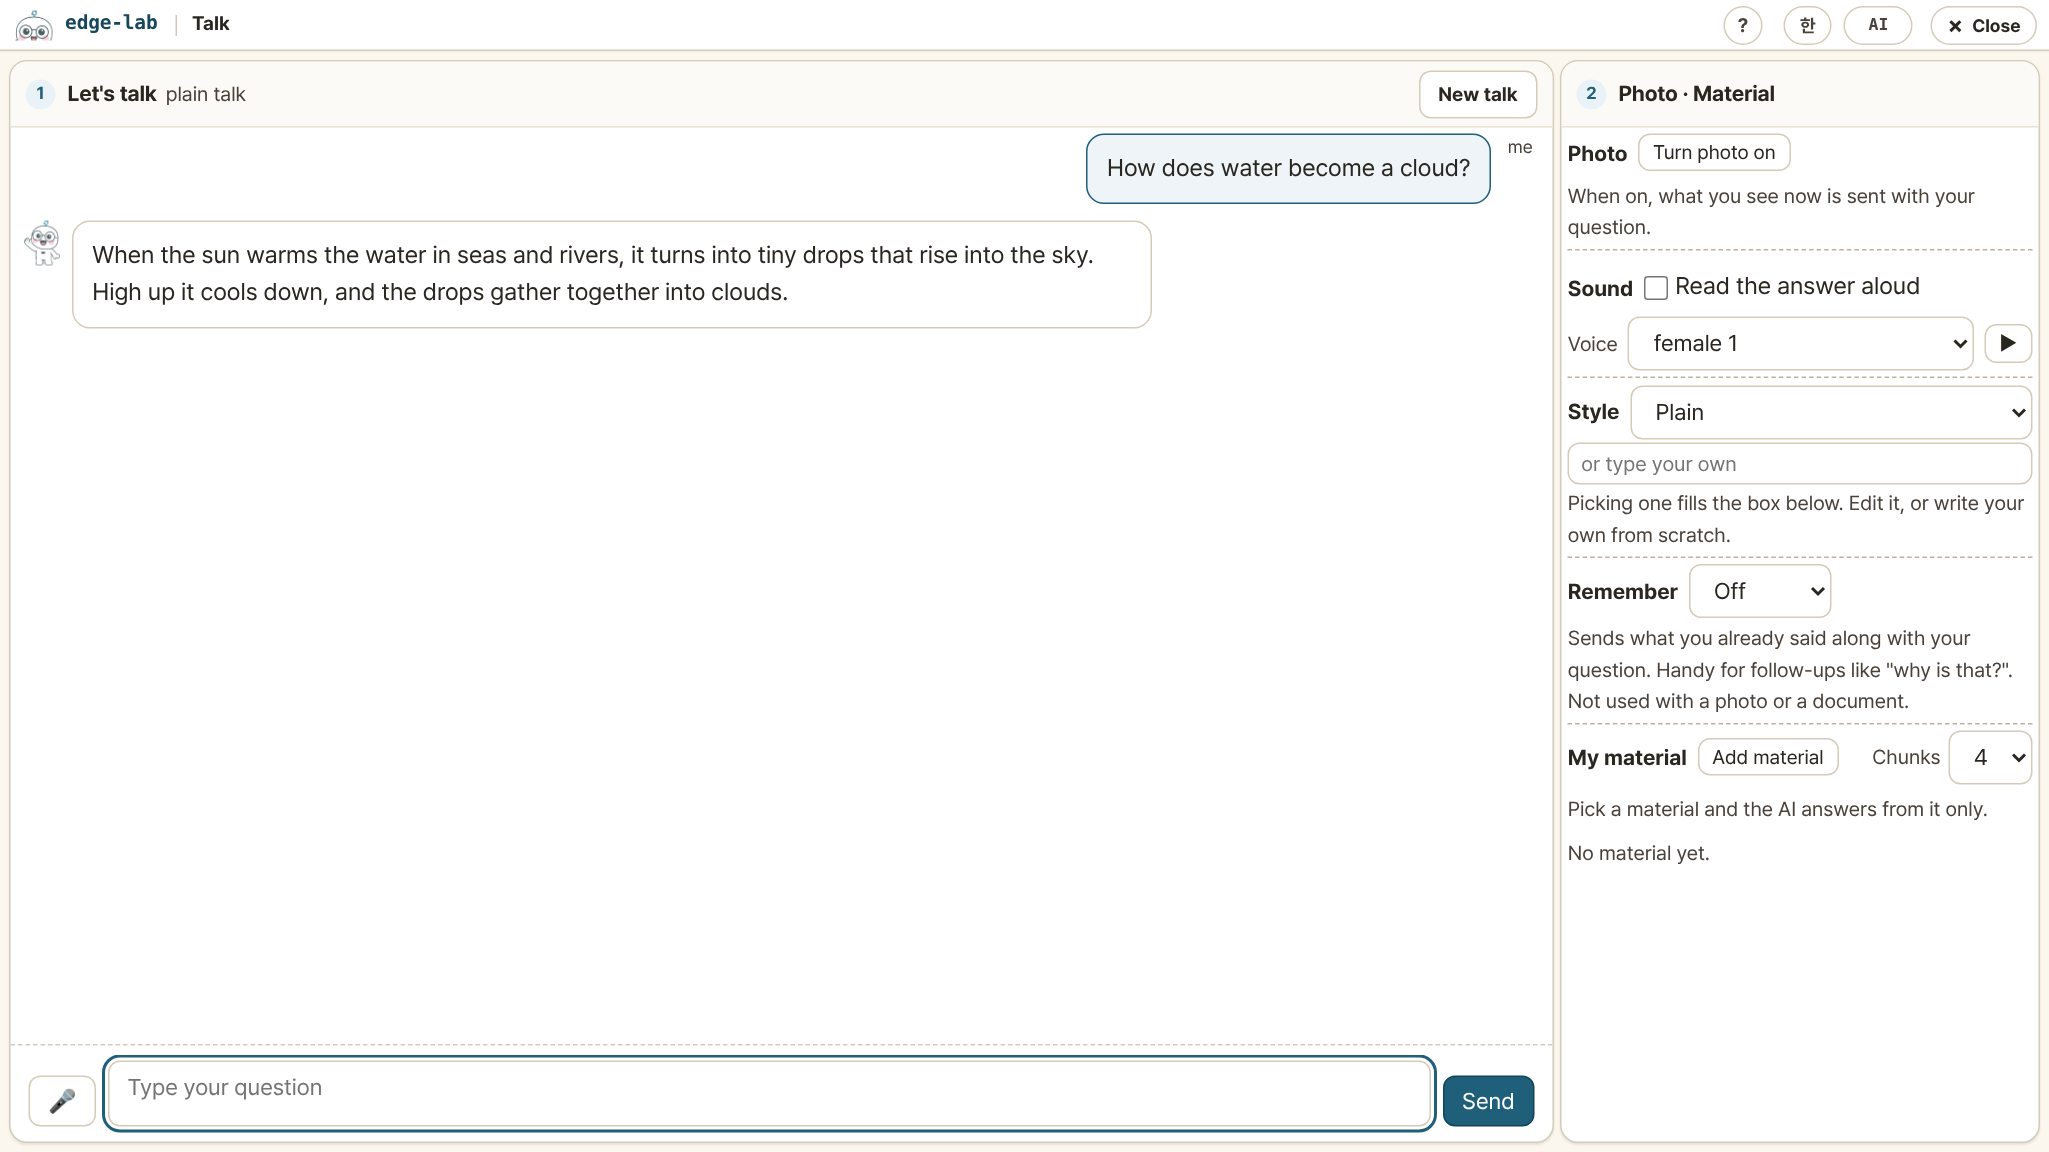 edge-lab
Talk
?
한
AI
× Close
1 Let's talk plain talk
New talk
me
How does water become a cloud?
When the sun warms the water in seas and rivers, it turns into tiny drops that rise into the sky.
High up it cools down, and the drops gather together into clouds.
Type your question
Send
2 Photo · Material
Photo Turn photo on
When on, what you see now is sent with your
question.
Sound Read the answer aloud
Voice female 1
Style Plain
or type your own
Picking one fills the box below. Edit it, or write your
own from scratch.
Remember Off
Sends what you already said along with your
question. Handy for follow-ups like "why is that?".
Not used with a photo or a document.
My material Add material Chunks 4
Pick a material and the AI answers from it only.
No material yet.